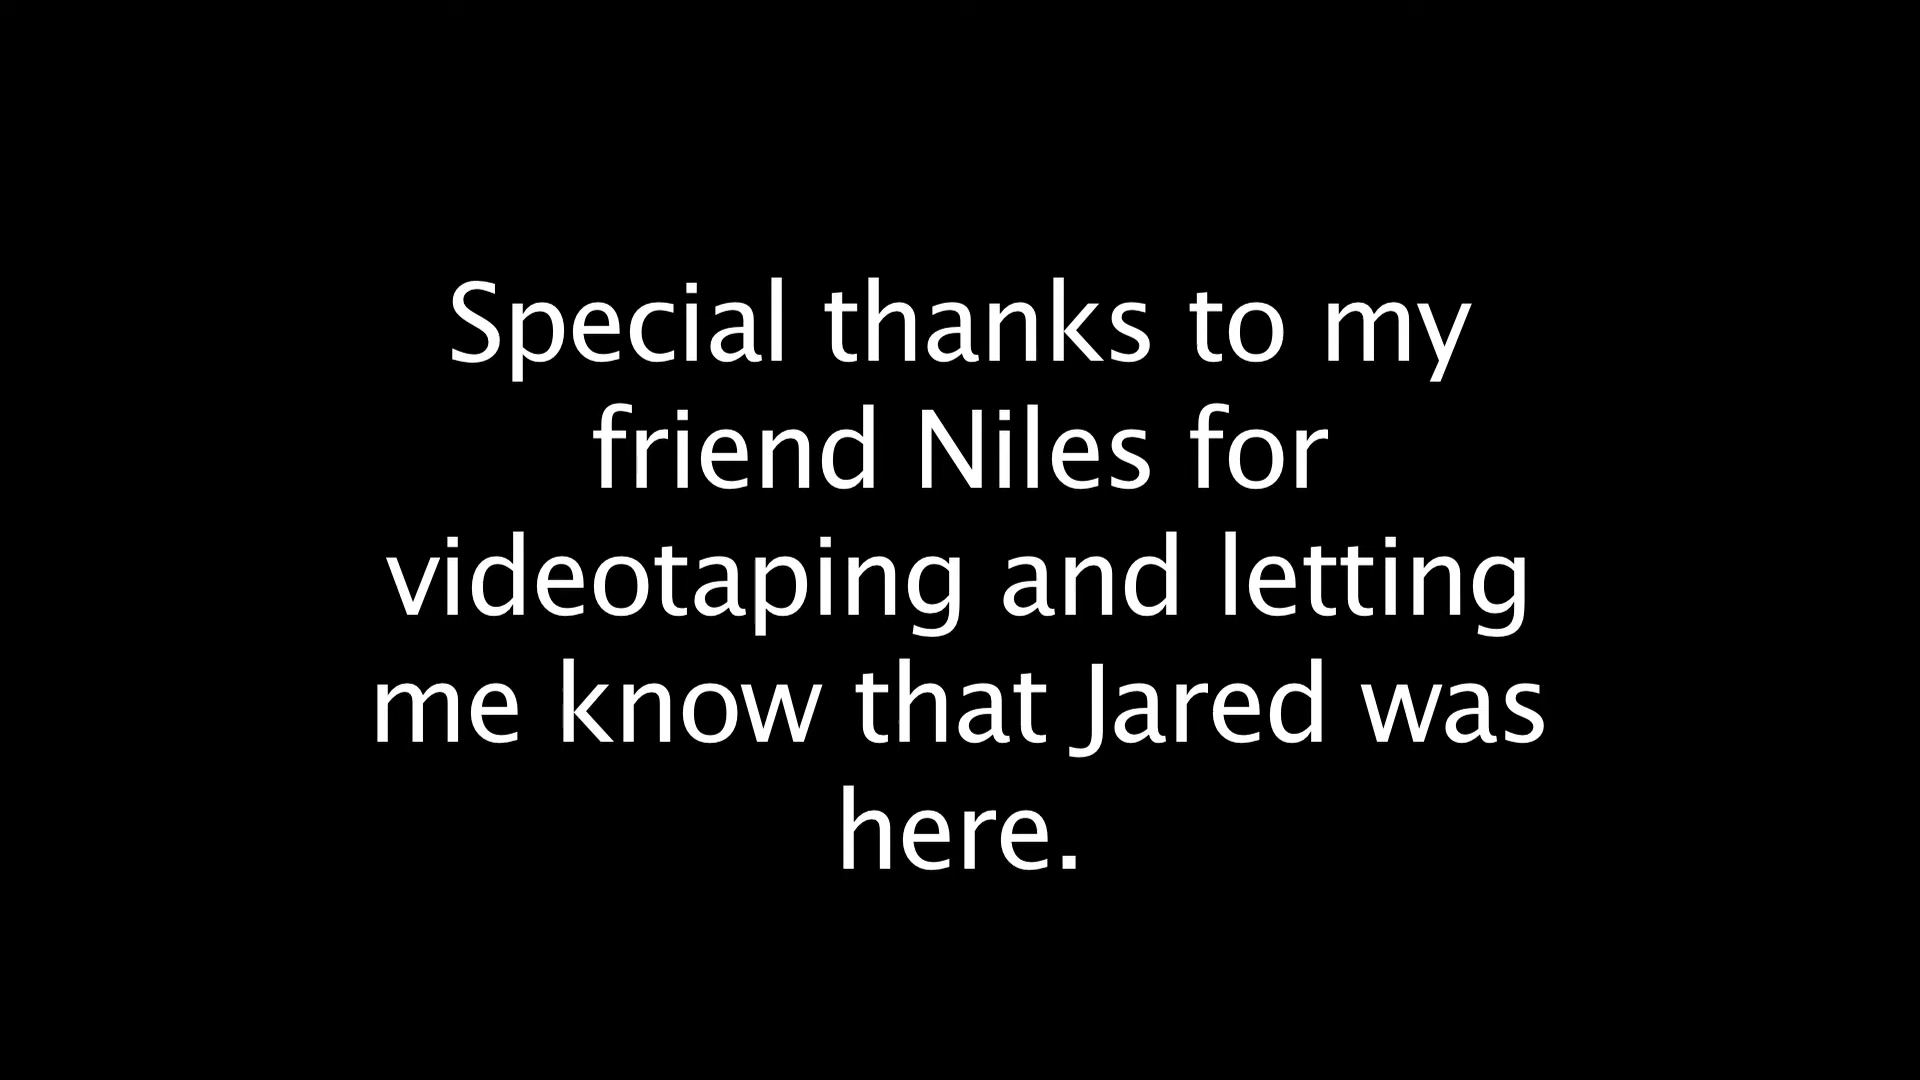 Special thanks to my
friend Niles for
videotaping and letting
me know that Jared was
here.